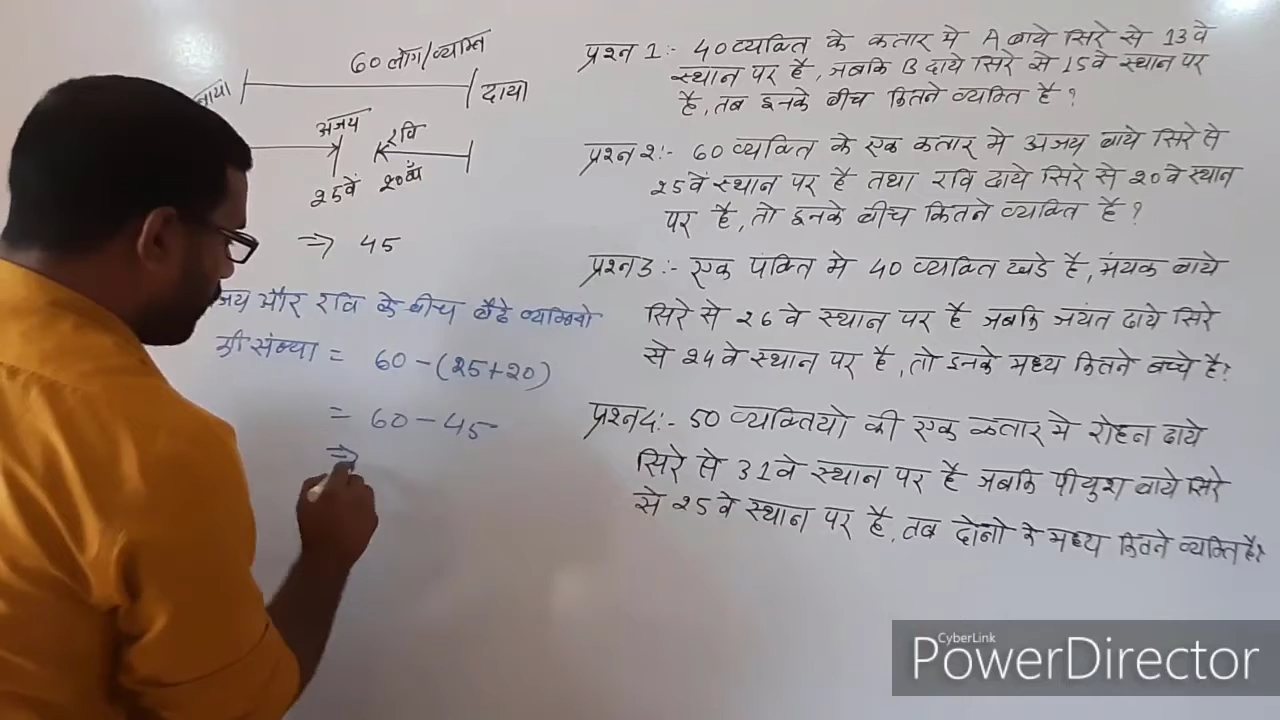 60 लोग/व्यक्ति
बाया
दाया
अजय
रवि
25वें
20वाँ
⇒ 45
जय और रवि के बीच बैठे व्यक्तियो
की संख्या = 60-(25+20)
= 60-45
⇒
प्रश्न 1:- 40 व्यक्ति के कतार मे A बाये सिरे से 13वे
स्थान पर है, जबकि B दाये सिरे से 15वे स्थान पर
है, तब इनके बीच कितने व्यक्ति है?
प्रश्न 2:- 60 व्यक्ति के एक कतार मे अजय बाये सिरे से
25वे स्थान पर है तथा रवि दाये सिरे से 20वे स्थान
पर है, तो इनके बीच कितने व्यक्ति है?
प्रश्न 3:- एक पंक्ति मे 40 व्यक्ति खडे है, मंयक बाये
सिरे से 26 वे स्थान पर है जबकि जयंत दाये सिरे
से 24 वे स्थान पर है, तो इनके मध्य कितने बच्चे है?
प्रश्न 4:- 50 व्यक्तियो की एक कतार मे रोहन दाये
सिरे से 31वे स्थान पर है जबकि पीयुश बाये सिरे
से 25 वे स्थान पर है, तब दोनो के मध्य कितने व्यक्ति है?
CyberLink
PowerDirector